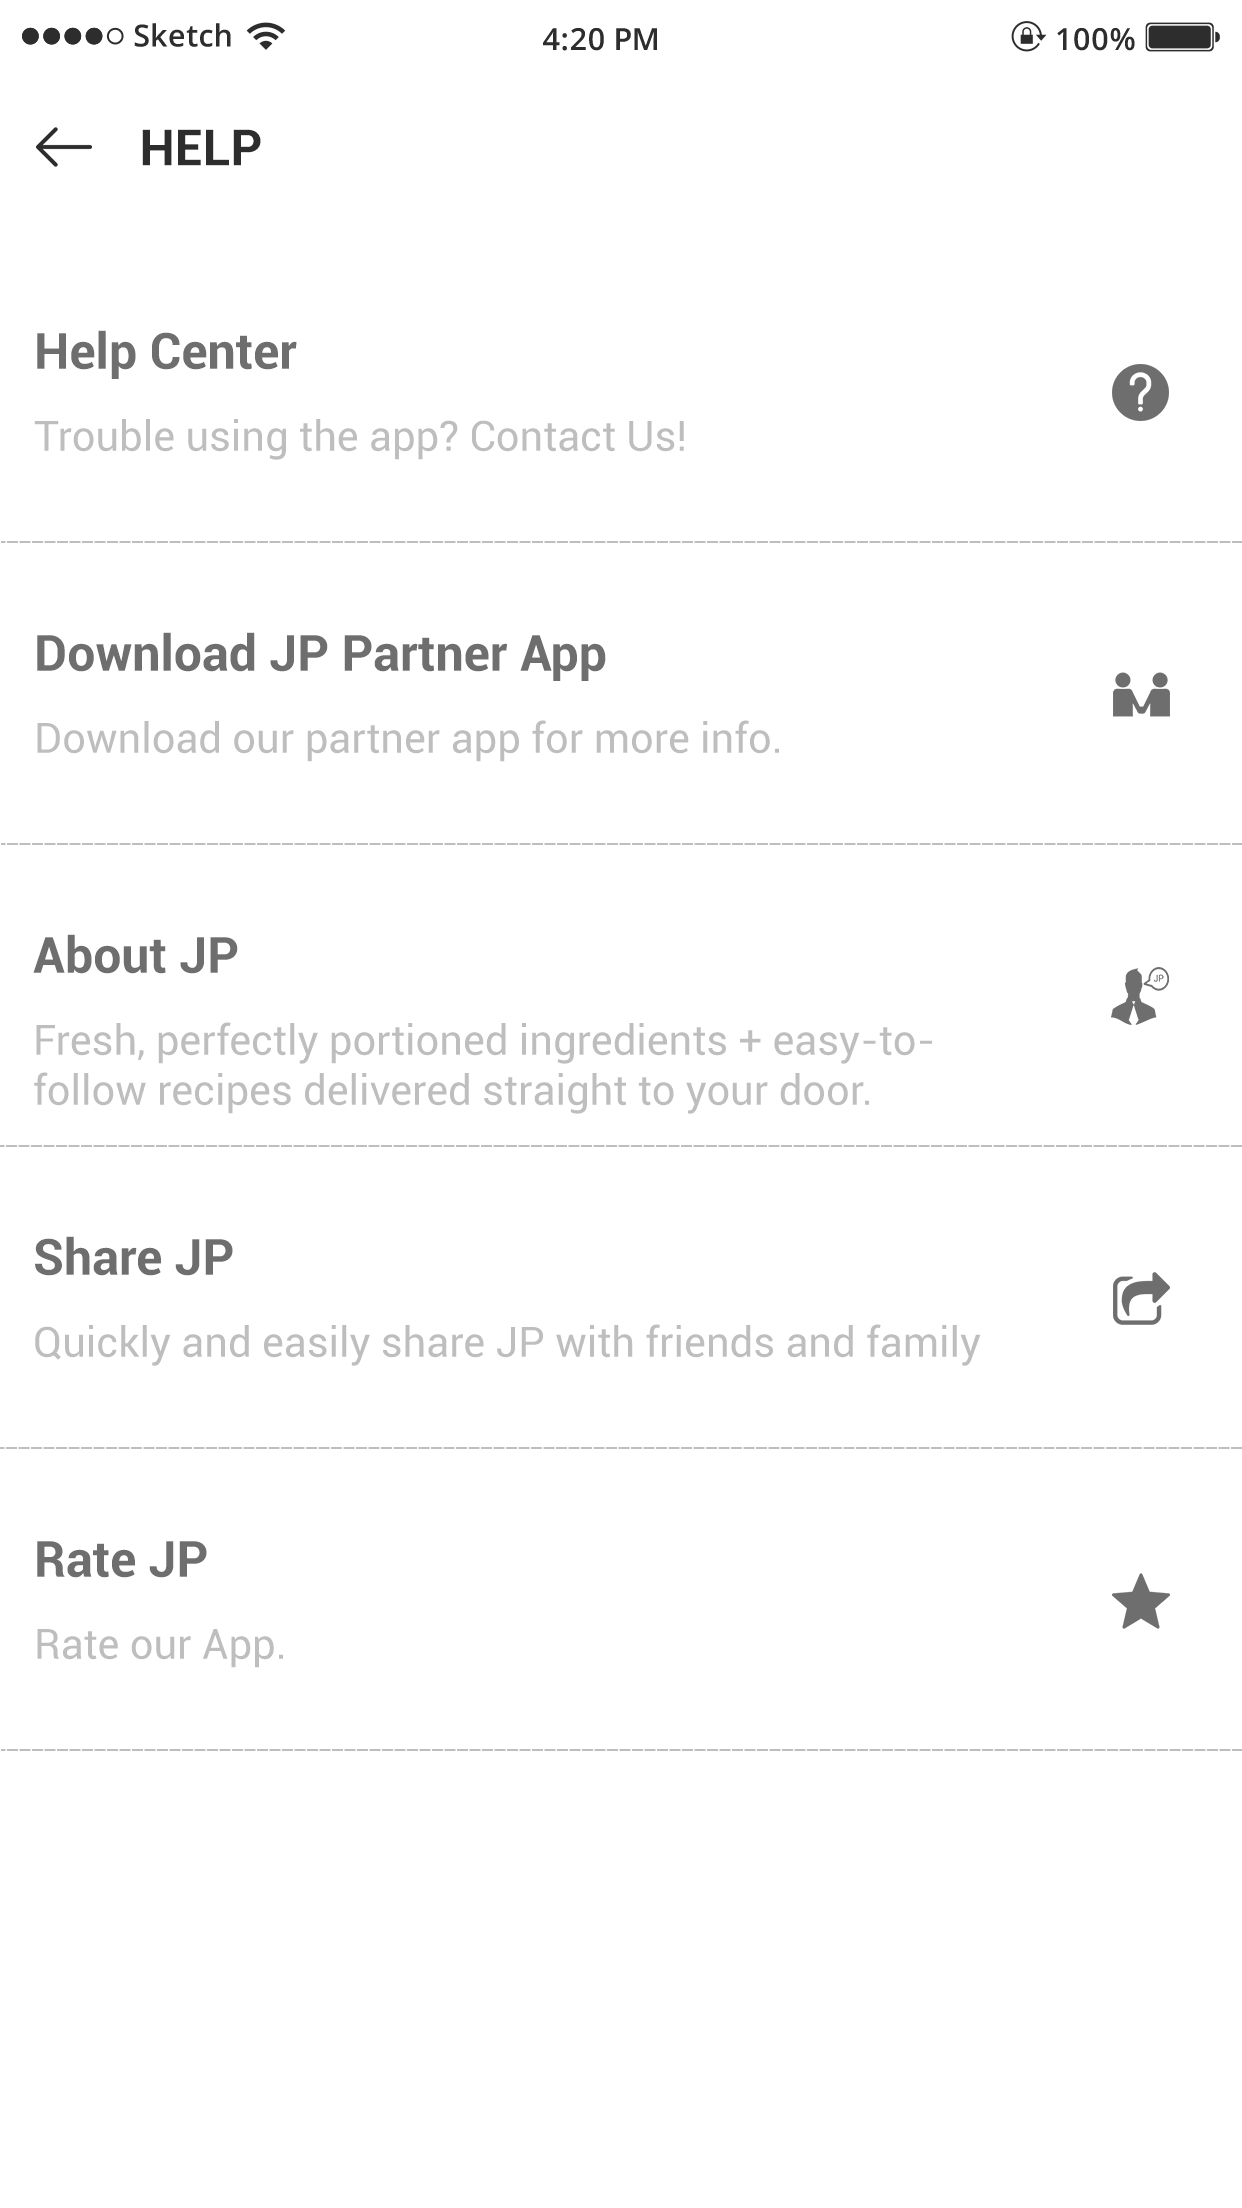 Sketch
4:20 PM
100%
HELP
Help Center
Trouble using the app? Contact Us!
Download JP Partner App
Download our partner app for more info.
About JP
JP
Fresh, perfectly portioned ingredients + easy-to-
follow recipes delivered straight to your door.
Share JP
Quickly and easily share JP with friends and family
Rate JP
Rate our App.